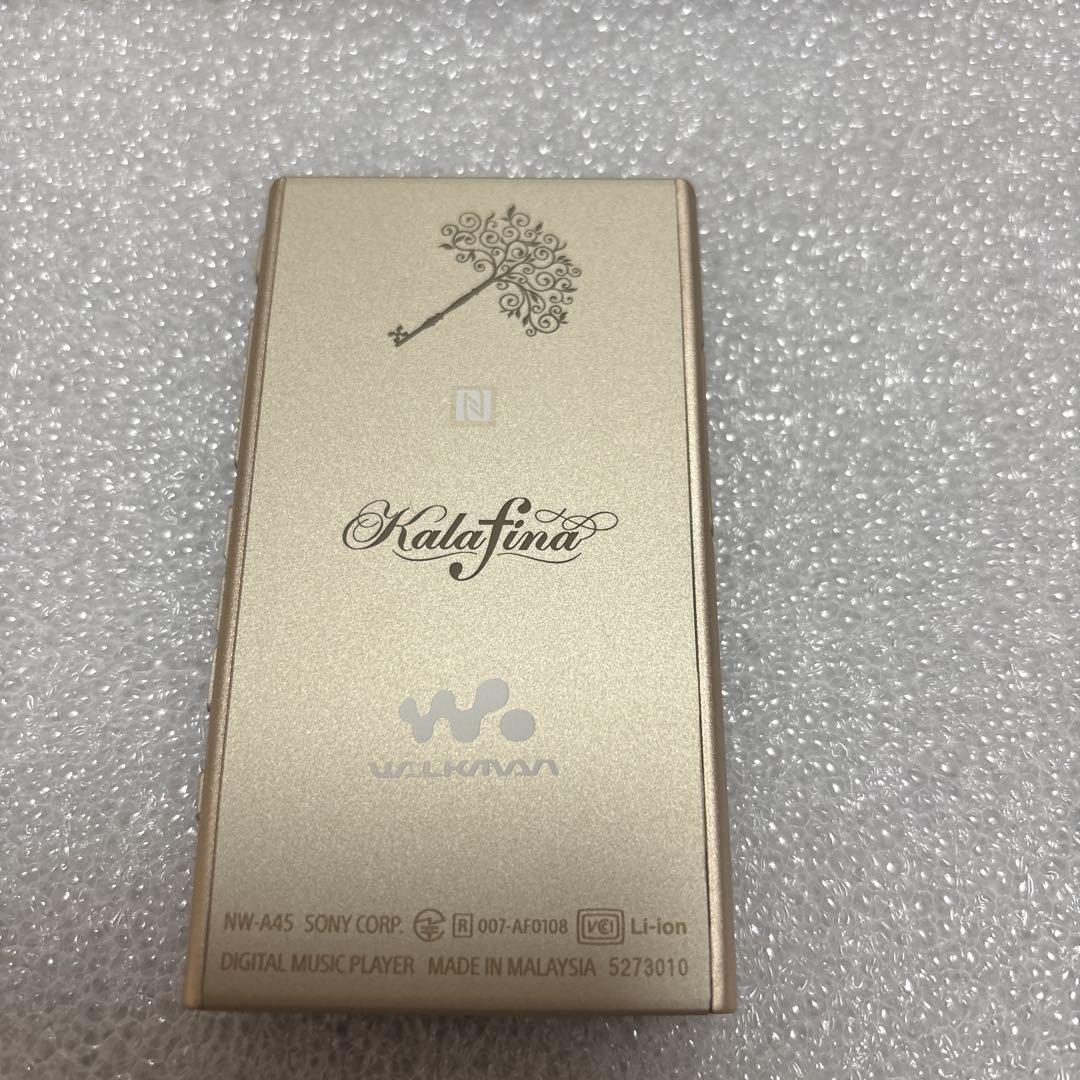 N
Kalafina
WALKMAN
NW-A45 SONY CORP. R 007-AF0108 VCI Li-ion
DIGITAL MUSIC PLAYER MADE IN MALAYSIA 5273010